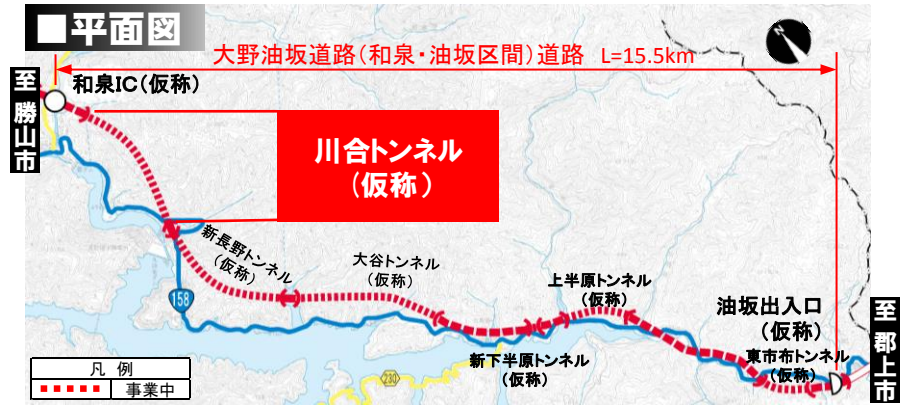 ■平面図
大野油坂道路(和泉・油坂区間)道路 L=15.5km
至 勝山市
和泉IC(仮称)
川合トンネル
(仮称)
新長野トンネル
(仮称)
大谷トンネル
(仮称)
158
上半原トンネル
(仮称)
油坂出入口
(仮称)
至 郡上市
新下半原トンネル
(仮称)
東市布トンネル
(仮称)
230
凡 例
事業中